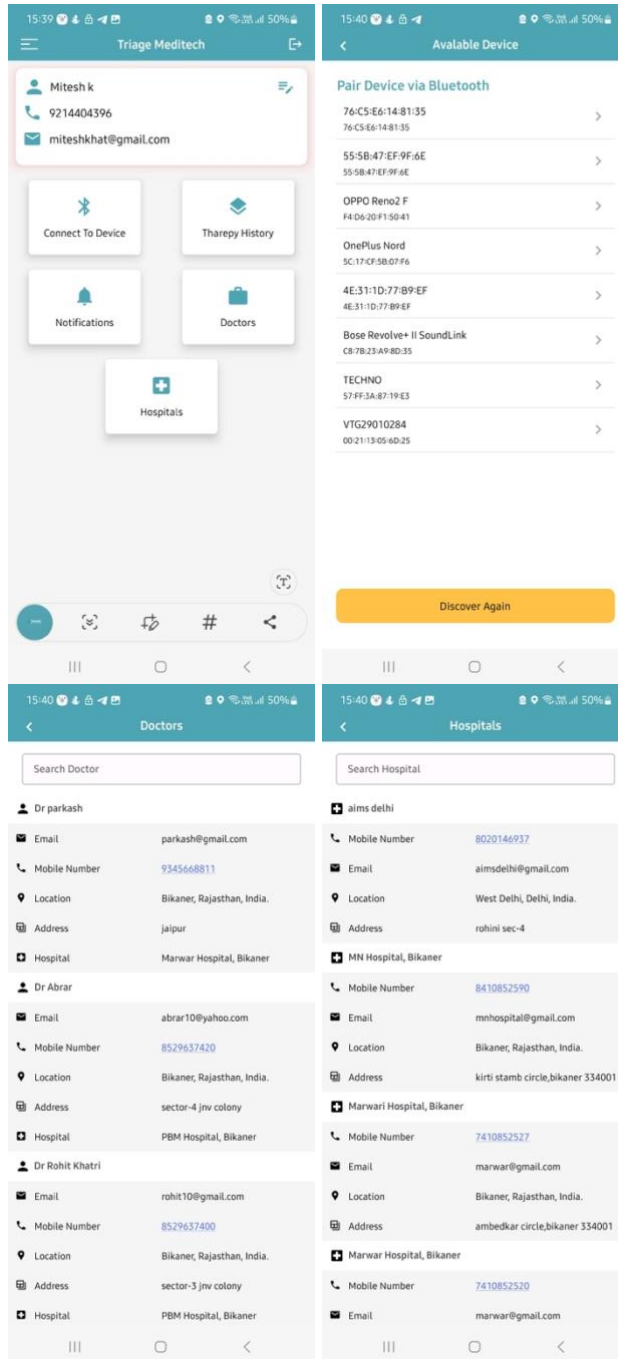 15:39
50%
Triage Meditech
Mitesh k
9214404396
miteshkhat@gmail.com
Connect To Device
Tharepy History
Notifications
Doctors
Hospitals
T
#
15:40
50%
Avalable Device
Pair Device via Bluetooth
76:C5:E6:14:81:35
76:C5:E6:14:81:35
55:5B:47:EF:9F:6E
55:5B:47:EF:9F:6E
OPPO Reno2 F
F4:D6:20:F1:50:41
OnePlus Nord
5C:17:CF:5B:07:F6
4E:31:1D:77:B9:EF
4E:31:1D:77:B9:EF
Bose Revolve+ II SoundLink
C8:7B:23:A9:8D:35
TECHNO
57:FF:3A:87:19:E3
VTG29010284
00:21:13:05:6D:25
Discover Again
15:40
50%
Doctors
Search Doctor
Dr parkash
Email parkash@gmail.com
Mobile Number 9345668811
Location Bikaner, Rajasthan, India.
Address jaipur
Hospital Marwar Hospital, Bikaner
Dr Abrar
Email abrar10@yahoo.com
Mobile Number 8529637420
Location Bikaner, Rajasthan, India.
Address sector-4 jnv colony
Hospital PBM Hospital, Bikaner
Dr Rohit Khatri
Email rohit10@gmail.com
Mobile Number 8529637400
Location Bikaner, Rajasthan, India.
Address sector-3 jnv colony
Hospital PBM Hospital, Bikaner
15:40
50%
Hospitals
Search Hospital
aims delhi
Mobile Number 8020146937
Email aimsdelhi@gmail.com
Location West Delhi, Delhi, India.
Address rohini sec-4
MN Hospital, Bikaner
Mobile Number 8410852590
Email mnhospital@gmail.com
Location Bikaner, Rajasthan, India.
Address kirti stamb circle,bikaner 334001
Marwari Hospital, Bikaner
Mobile Number 7410852527
Email marwar@gmail.com
Location Bikaner, Rajasthan, India.
Address ambedkar circle,bikaner 334001
Marwar Hospital, Bikaner
Mobile Number 7410852520
Email marwar@gmail.com